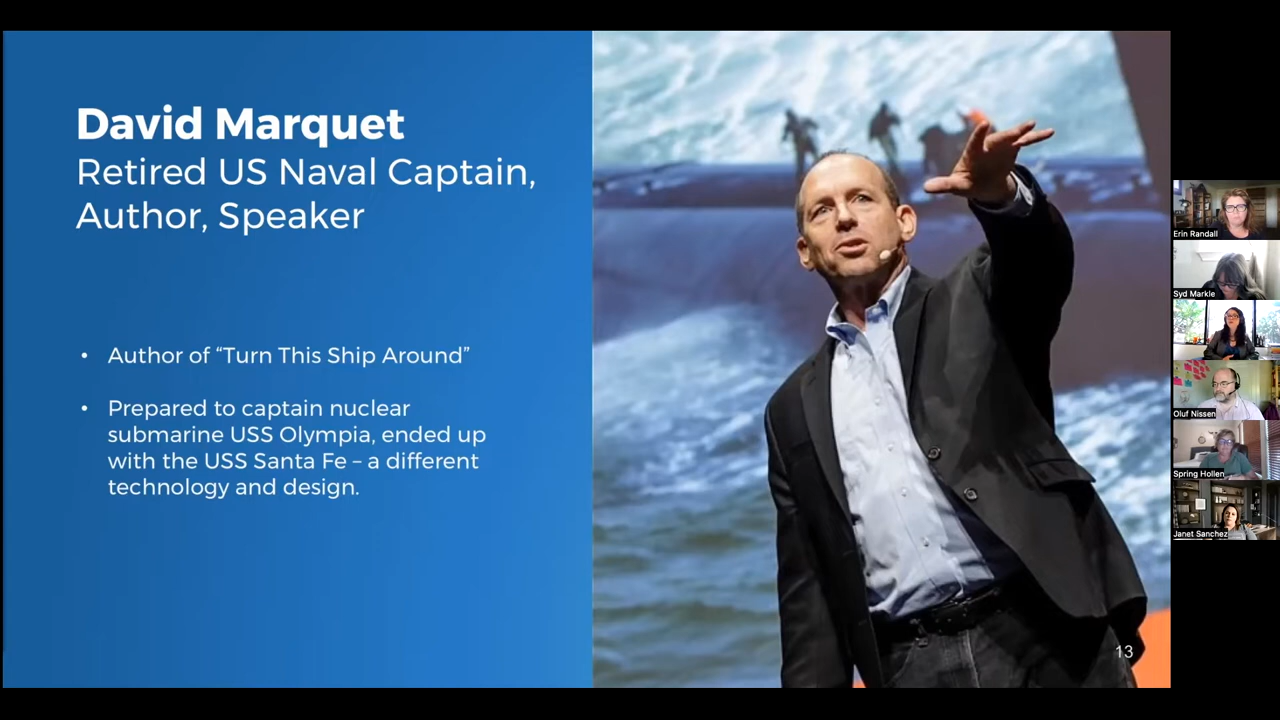 David Marquet
Retired US Naval Captain,
Author, Speaker
• Author of “Turn This Ship Around”
• Prepared to captain nuclear
submarine USS Olympia, ended up
with the USS Santa Fe – a different
technology and design.
13
Erin Randall
Syd Markle
Oluf Nissen
Spring Hollen
Janet Sanchez